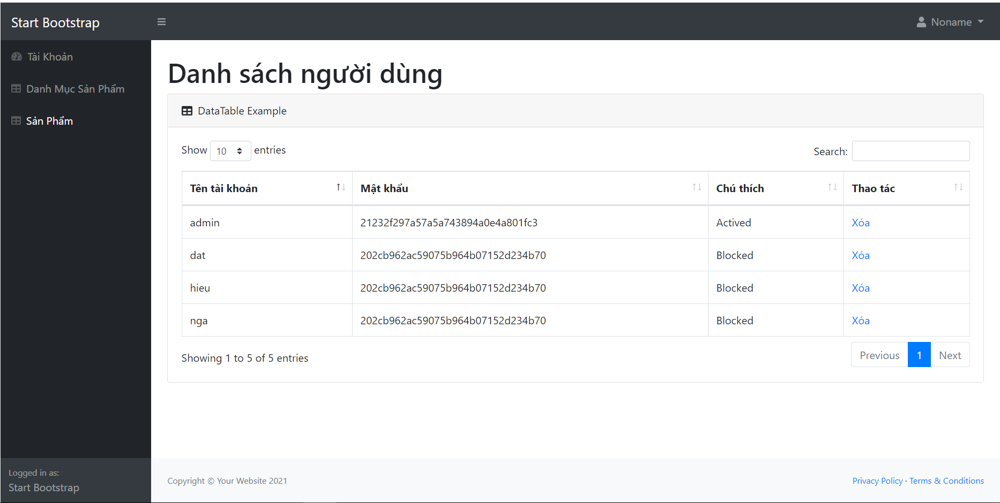 Start Bootstrap
Noname
Tài Khoản
Danh Mục Sản Phẩm
Sản Phẩm
Danh sách người dùng
DataTable Example
Show 10 entries
Search:
Tên tài khoản Mật khẩu Chú thích Thao tác
admin 21232f297a57a5a743894a0e4a801fc3 Actived Xóa
dat 202cb962ac59075b964b07152d234b70 Blocked Xóa
hieu 202cb962ac59075b964b07152d234b70 Blocked Xóa
nga 202cb962ac59075b964b07152d234b70 Blocked Xóa
Showing 1 to 5 of 5 entries
Previous 1 Next
Logged in as:
Start Bootstrap
Copyright © Your Website 2021
Privacy Policy · Terms & Conditions